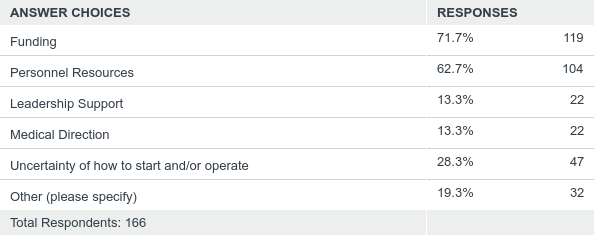 ANSWER CHOICES RESPONSES
Funding 71.7% 119
Personnel Resources 62.7% 104
Leadership Support 13.3% 22
Medical Direction 13.3% 22
Uncertainty of how to start and/or operate 28.3% 47
Other (please specify) 19.3% 32
Total Respondents: 166